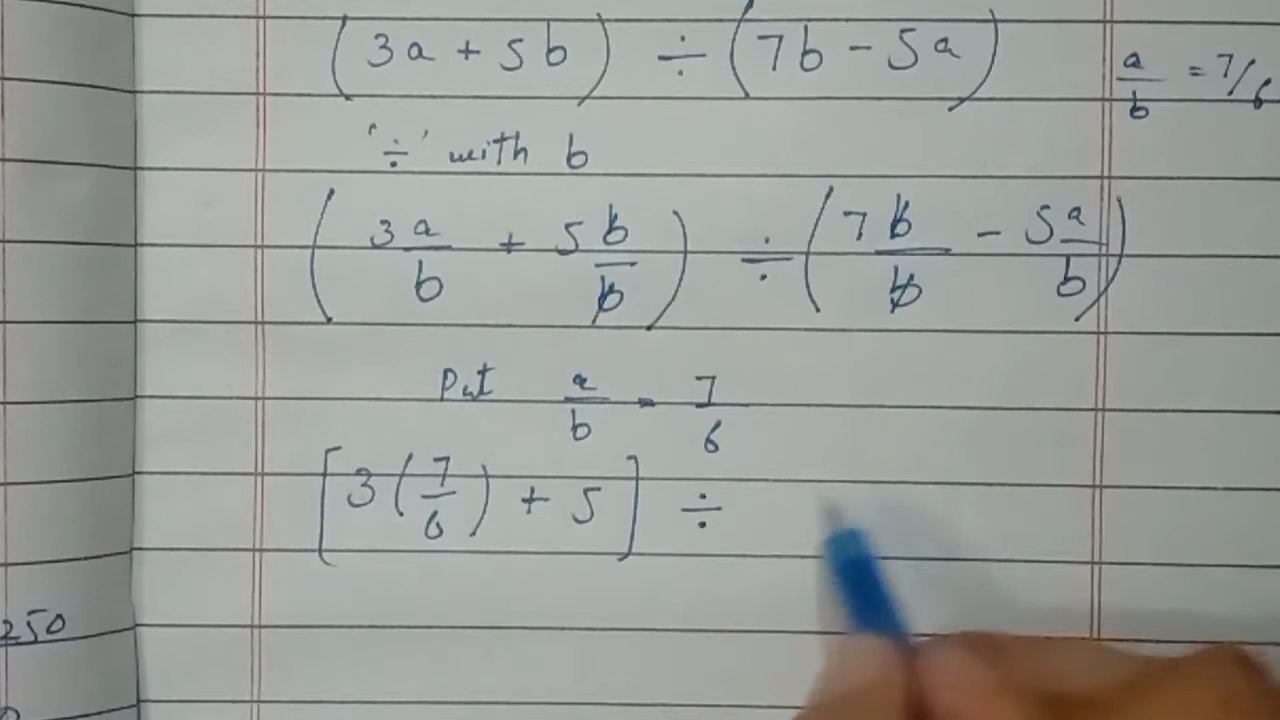 (3a + 5b) ÷ (7b - 5a)
a/b = 7/6
'÷' with b
(3 a/b + 5 b/b) ÷ (7 b/b - 5 a/b)
Put a/b = 7/6
[3(7/6) + 5] ÷
250